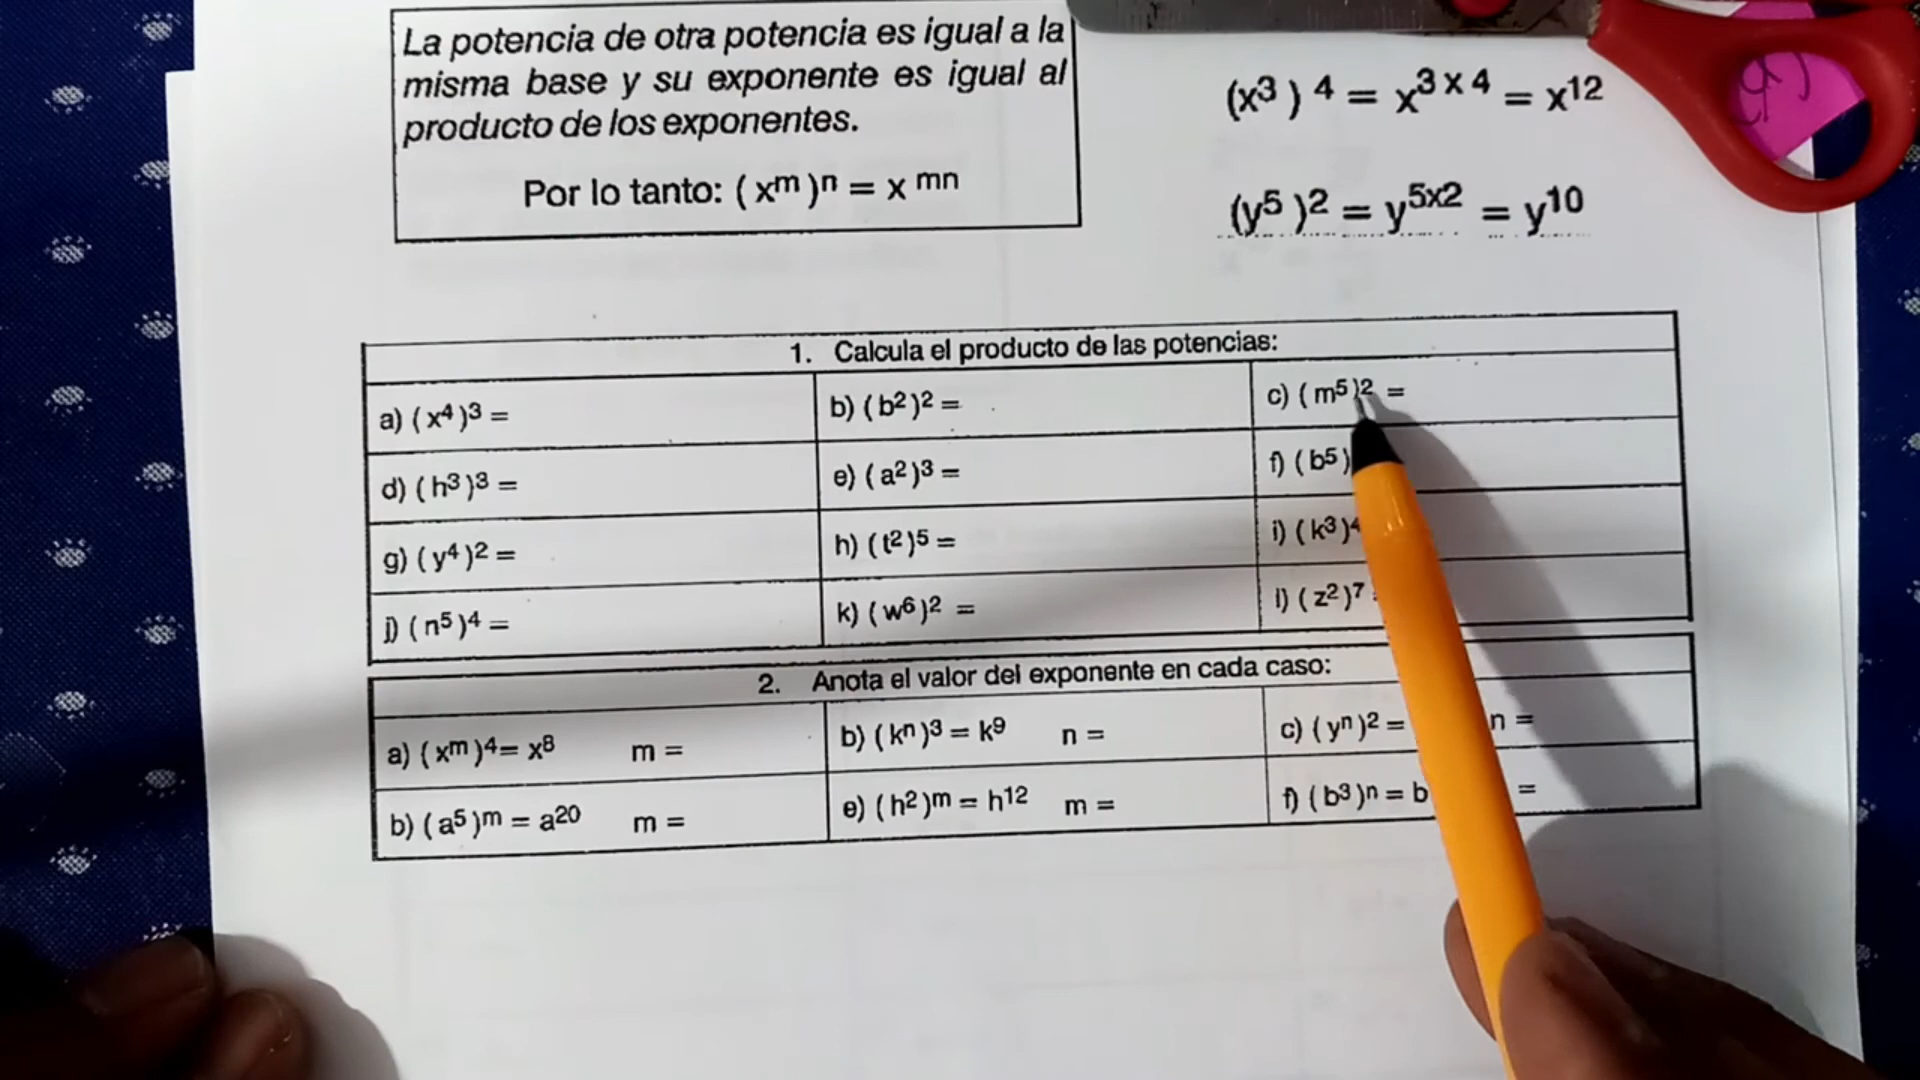 La potencia de otra potencia es igual a la
misma base y su exponente es igual al
producto de los exponentes.
Por lo tanto: ( xᵐ )ⁿ = x ᵐⁿ
(x³ ) ⁴ = x³ˣ⁴ = x¹²
(y⁵ )² = y⁵ˣ² = y¹⁰
1. Calcula el producto de las potencias:
a) ( x⁴ )³ =
b) ( b² )² =
c) ( m⁵ )² =
d) ( h³ )³ =
e) ( a² )³ =
f) ( b⁵ )
g) ( y⁴ )² =
h) ( t² )⁵ =
i) ( k³ )⁴
j) ( n⁵ )⁴ =
k) ( w⁶ )² =
l) ( z² )⁷
2. Anota el valor del exponente en cada caso:
a) ( xᵐ )⁴ = x⁸ m =
b) ( kⁿ )³ = k⁹ n =
c) ( yⁿ )² = n =
b) ( a⁵ )ᵐ = a²⁰ m =
e) ( h² )ᵐ = h¹² m =
f) ( b³ )ⁿ = b =